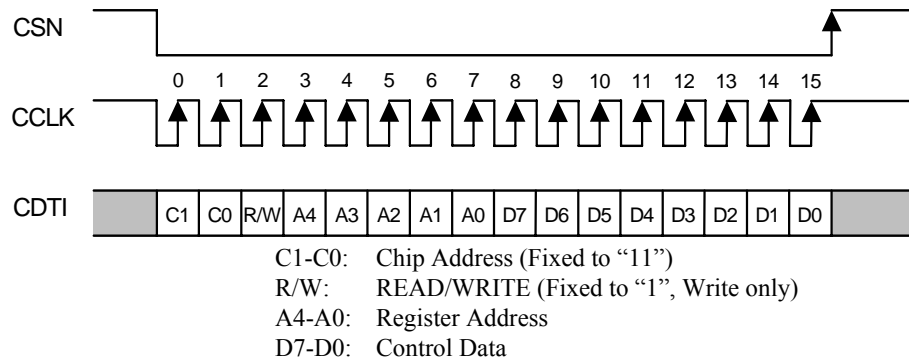 CSN
0 1 2 3 4 5 6 7 8 9 10 11 12 13 14 15
CCLK
CDTI C1 C0 R/W A4 A3 A2 A1 A0 D7 D6 D5 D4 D3 D2 D1 D0
C1-C0: Chip Address (Fixed to “11”)
R/W: READ/WRITE (Fixed to “1”, Write only)
A4-A0: Register Address
D7-D0: Control Data